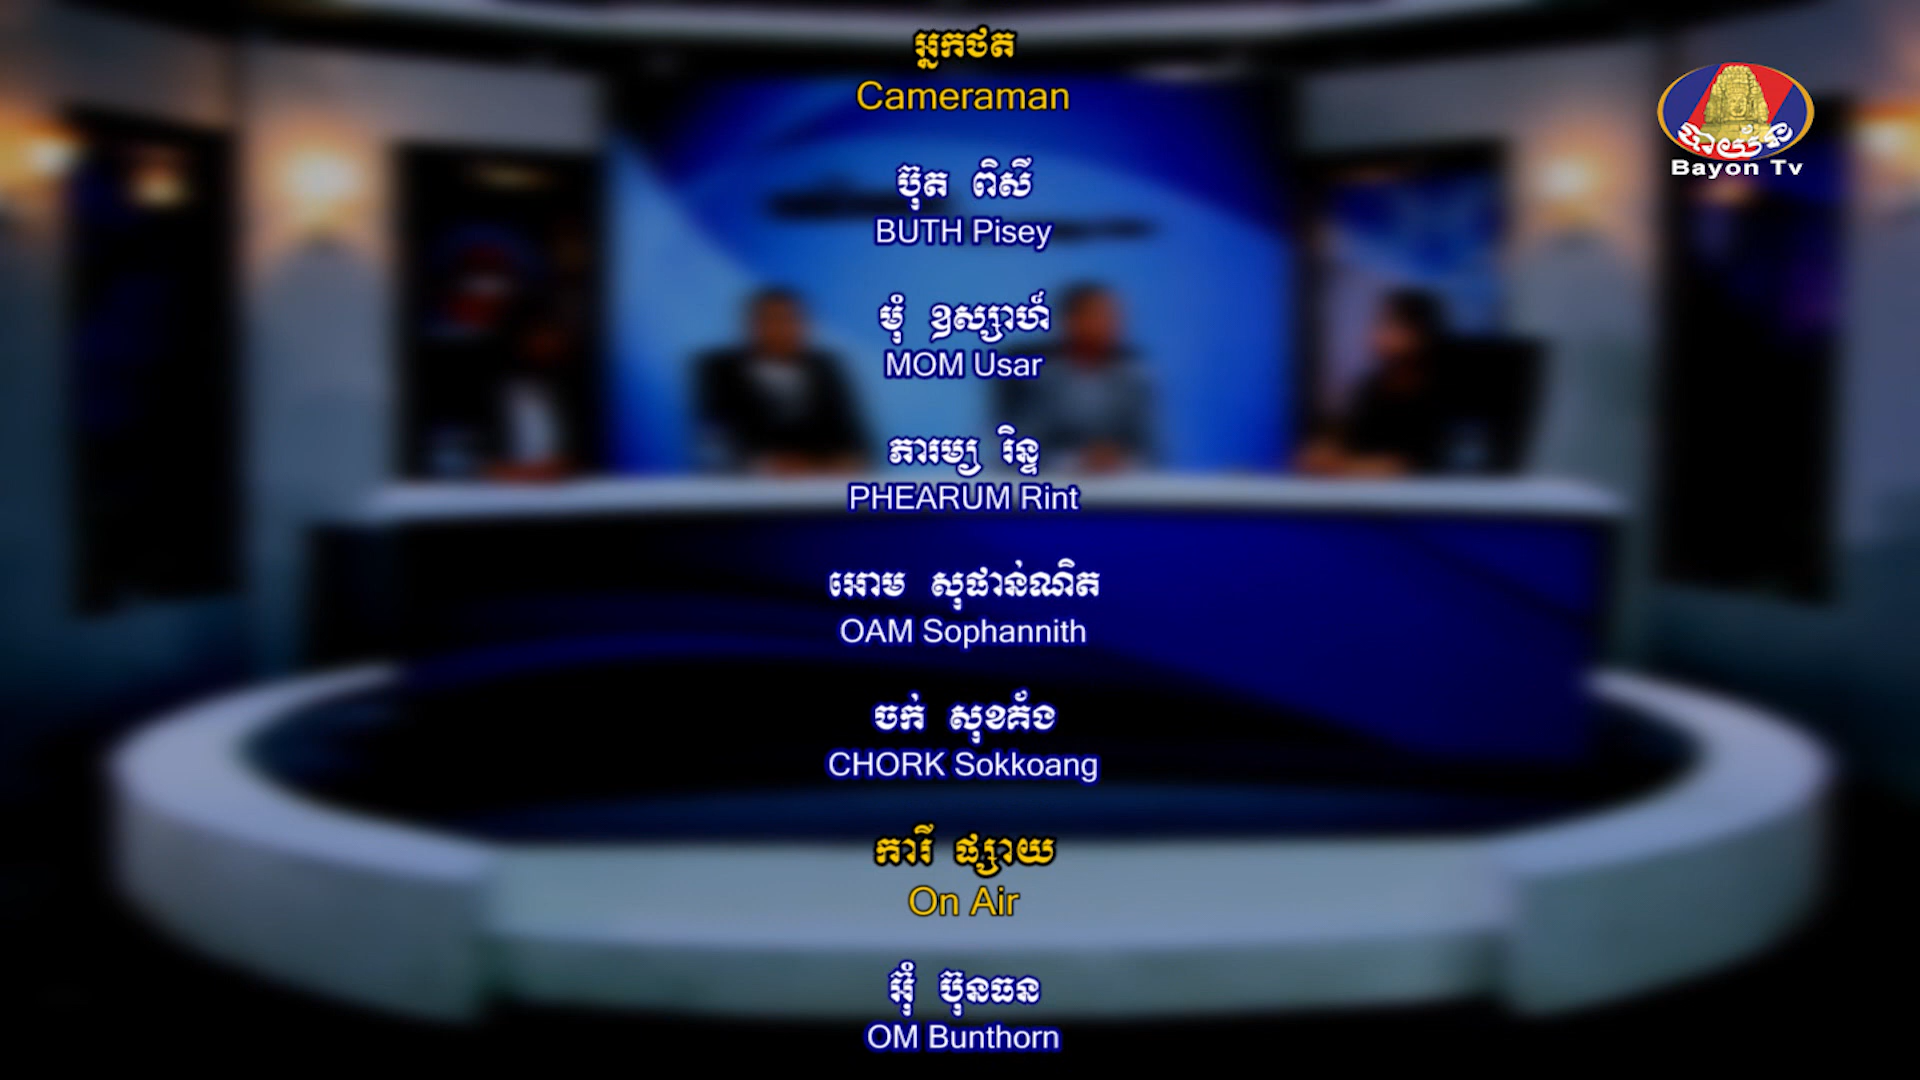 អ្នកថត
Cameraman
ប៊ុត ពិសី
BUTH Pisey
មុំ ឧស្សាហ៍
MOM Usar
ភារម្យ រិន្ទ
PHEARUM Rint
អោម សុផាន់ណិត
OAM Sophannith
ចក់ សុខគ័ង
CHORK Sokkoang
ការី ផ្សាយ
On Air
អ៊ុំ ប៊ុនធន
OM Bunthorn
បាយ័ន
Bayon Tv